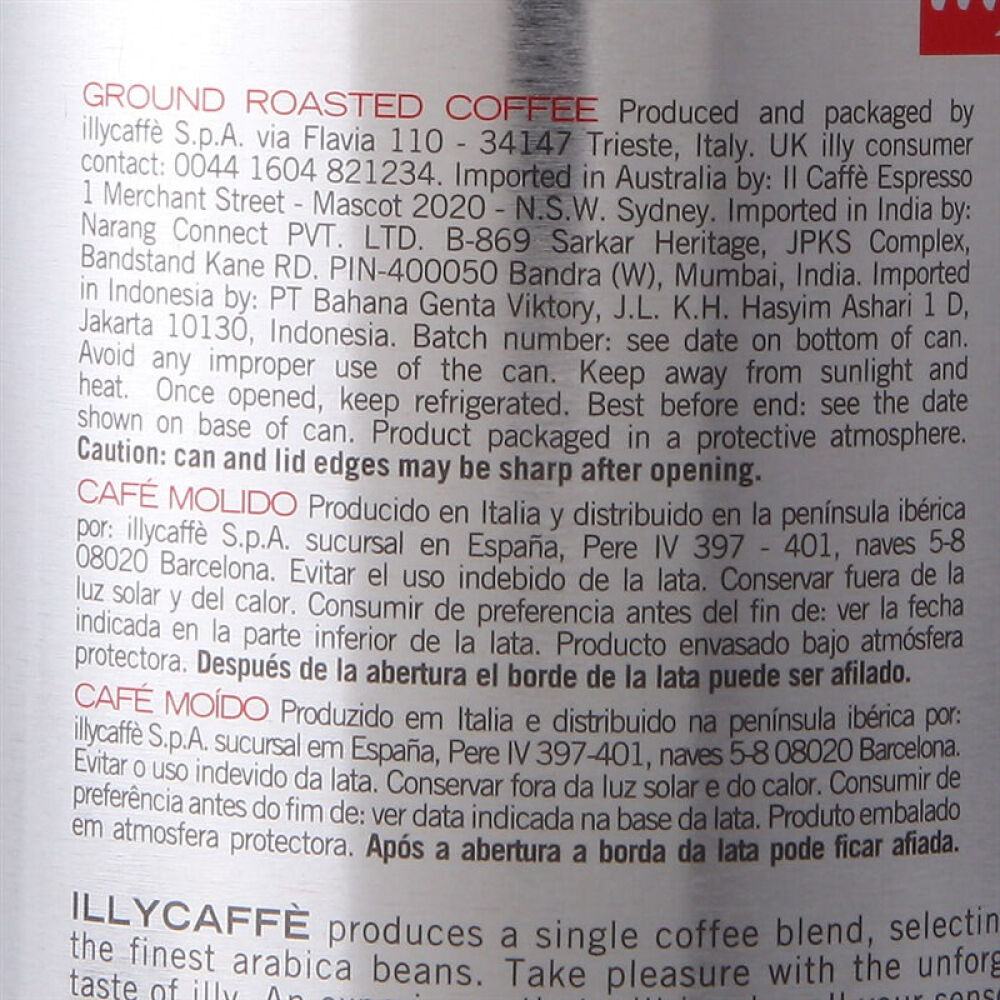 GROUND ROASTED COFFEE Produced and packaged by
illycaffè S.p.A. via Flavia 110 - 34147 Trieste, Italy. UK illy consumer
contact: 0044 1604 821234. Imported in Australia by: Il Caffè Espresso
1 Merchant Street - Mascot 2020 - N.S.W. Sydney. Imported in India by:
Narang Connect PVT. LTD. B-869 Sarkar Heritage, JPKS Complex,
Bandstand Kane RD. PIN-400050 Bandra (W), Mumbai, India. Imported
in Indonesia by: PT Bahana Genta Viktory, J.L. K.H. Hasyim Ashari 1 D,
Jakarta 10130, Indonesia. Batch number: see date on bottom of can.
Avoid any improper use of the can. Keep away from sunlight and
heat. Once opened, keep refrigerated. Best before end: see the date
shown on base of can. Product packaged in a protective atmosphere.
Caution: can and lid edges may be sharp after opening.
CAFÉ MOLIDO Producido en Italia y distribuido en la península ibérica
por: illycaffè S.p.A. sucursal en España, Pere IV 397 - 401, naves 5-8
08020 Barcelona. Evitar el uso indebido de la lata. Conservar fuera de la
luz solar y del calor. Consumir de preferencia antes del fin de: ver la fecha
indicada en la parte inferior de la lata. Producto envasado bajo atmósfera
protectora. Después de la abertura el borde de la lata puede ser afilado.
CAFÉ MOÍDO Produzido em Italia e distribuido na península ibérica por:
illycaffè S.p.A. sucursal em España, Pere IV 397-401, naves 5-8 08020 Barcelona.
Evitar o uso indevido da lata. Conservar fora da luz solar e do calor. Consumir de
preferência antes do fim de: ver data indicada na base da lata. Produto embalado
em atmosfera protectora. Após a abertura a borda da lata pode ficar afiada.
ILLYCAFFÈ produces a single coffee blend, selectin
the finest arabica beans. Take pleasure with the unforg
taste of illy. An